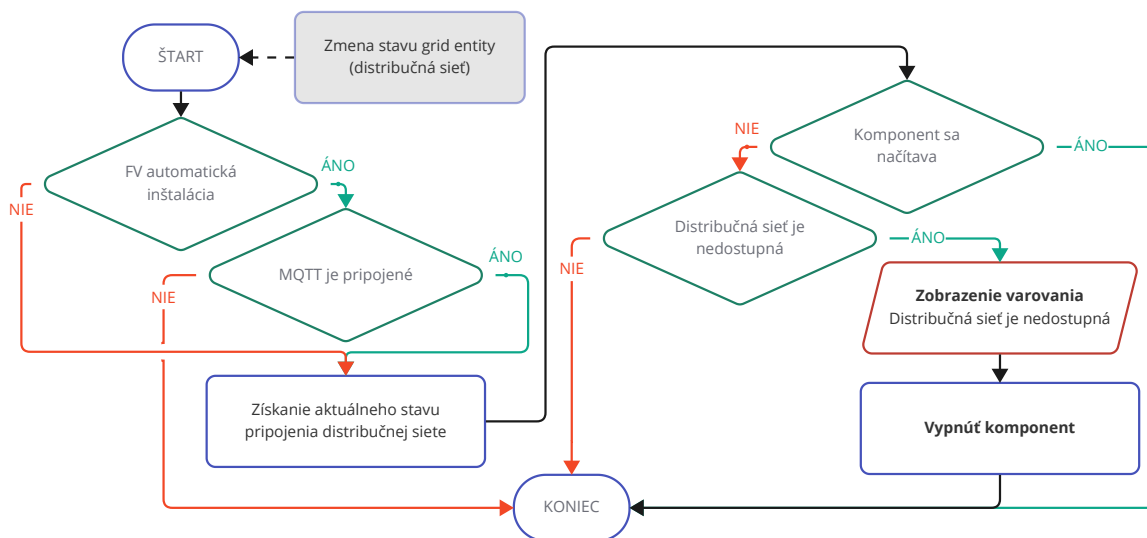 ŠTART
Zmena stavu grid entity
(distribučná sieť)
FV automatická
inštalácia
ÁNO
NIE
MQTT je pripojené
ÁNO
NIE
Získanie aktuálneho stavu
pripojenia distribučnej siete
Komponent sa
načítava
NIE
ÁNO
Distribučná sieť je
nedostupná
NIE
ÁNO
Zobrazenie varovania
Distribučná sieť je nedostupná
Vypnúť komponent
KONIEC